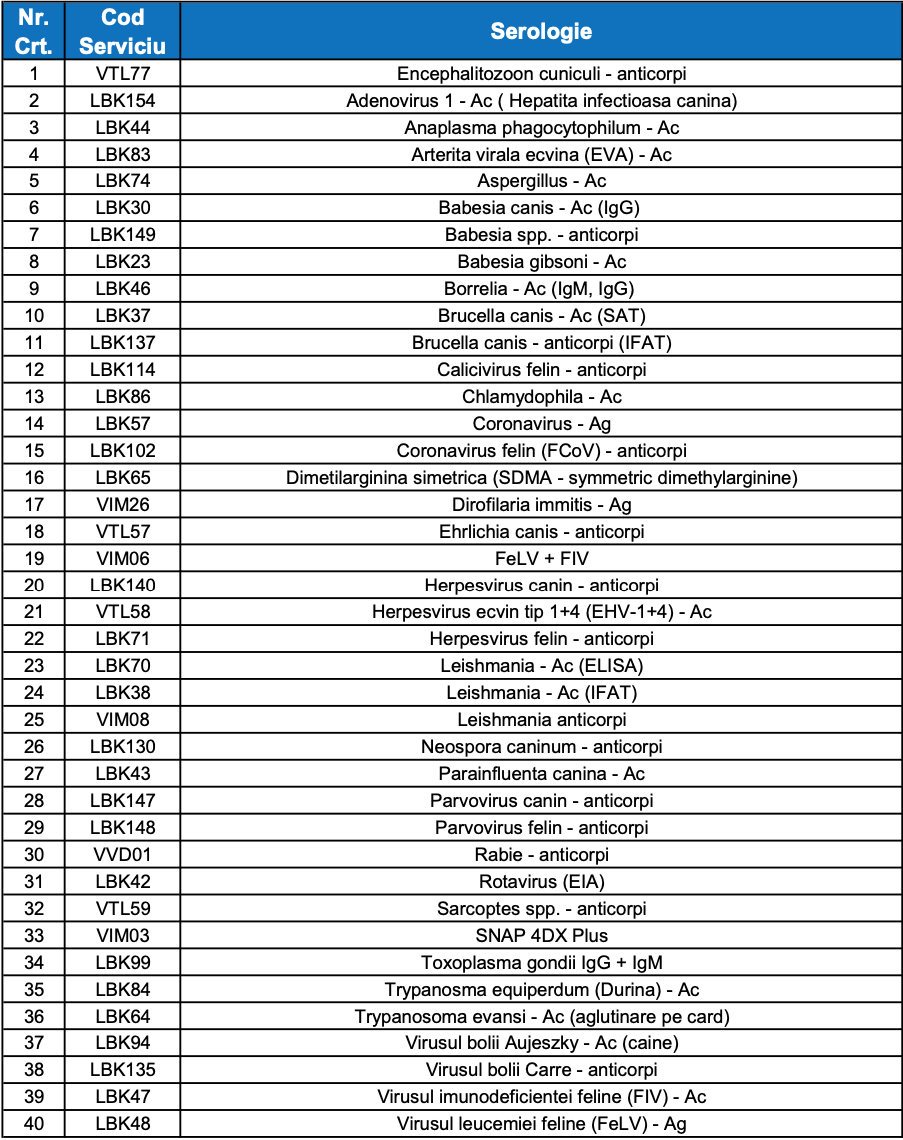 Nr. Crt. Cod Serviciu Serologie
1 VTL77 Encephalitozoon cuniculi - anticorpi
2 LBK154 Adenovirus 1 - Ac ( Hepatita infectioasa canina)
3 LBK44 Anaplasma phagocytophilum - Ac
4 LBK83 Arterita virala ecvina (EVA) - Ac
5 LBK74 Aspergillus - Ac
6 LBK30 Babesia canis - Ac (IgG)
7 LBK149 Babesia spp. - anticorpi
8 LBK23 Babesia gibsoni - Ac
9 LBK46 Borrelia - Ac (IgM, IgG)
10 LBK37 Brucella canis - Ac (SAT)
11 LBK137 Brucella canis - anticorpi (IFAT)
12 LBK114 Calicivirus felin - anticorpi
13 LBK86 Chlamydophila - Ac
14 LBK57 Coronavirus - Ag
15 LBK102 Coronavirus felin (FCoV) - anticorpi
16 LBK65 Dimetilarginina simetrica (SDMA - symmetric dimethylarginine)
17 VIM26 Dirofilaria immitis - Ag
18 VTL57 Ehrlichia canis - anticorpi
19 VIM06 FeLV + FIV
20 LBK140 Herpesvirus canin - anticorpi
21 VTL58 Herpesvirus ecvin tip 1+4 (EHV-1+4) - Ac
22 LBK71 Herpesvirus felin - anticorpi
23 LBK70 Leishmania - Ac (ELISA)
24 LBK38 Leishmania - Ac (IFAT)
25 VIM08 Leishmania anticorpi
26 LBK130 Neospora caninum - anticorpi
27 LBK43 Parainfluenta canina - Ac
28 LBK147 Parvovirus canin - anticorpi
29 LBK148 Parvovirus felin - anticorpi
30 VVD01 Rabie - anticorpi
31 LBK42 Rotavirus (EIA)
32 VTL59 Sarcoptes spp. - anticorpi
33 VIM03 SNAP 4DX Plus
34 LBK99 Toxoplasma gondii IgG + IgM
35 LBK84 Trypanosma equiperdum (Durina) - Ac
36 LBK64 Trypanosoma evansi - Ac (aglutinare pe card)
37 LBK94 Virusul bolii Aujeszky - Ac (caine)
38 LBK135 Virusul bolii Carre - anticorpi
39 LBK47 Virusul imunodeficientei feline (FIV) - Ac
40 LBK48 Virusul leucemiei feline (FeLV) - Ag